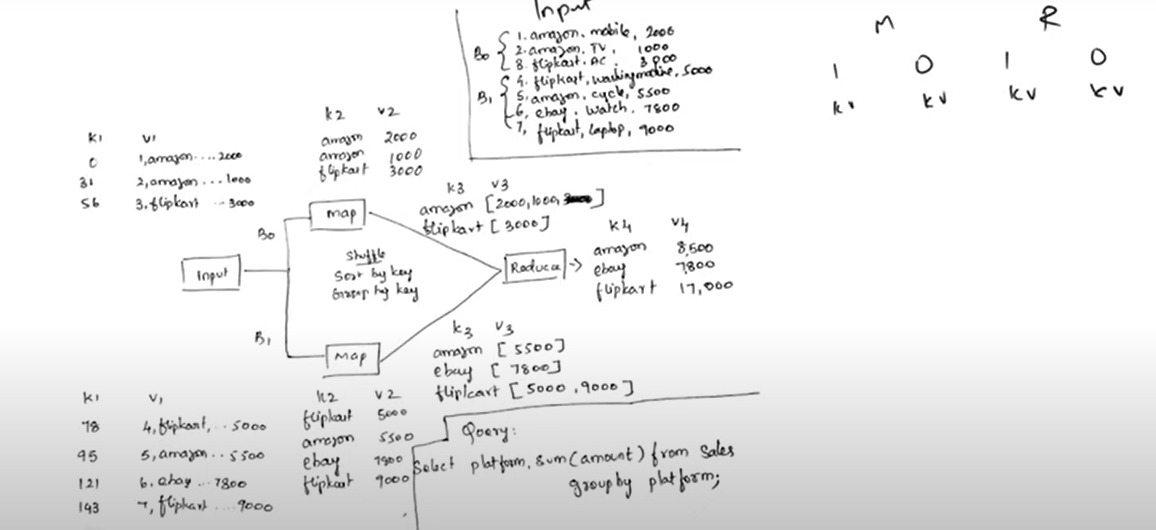 Input
B0
1. amazon, mobile, 2000
2. amazon, TV, 1000
3. flipkart, AC, 3000
B1
4. flipkart, washing machine, 5000
5, amazon, cycle, 5500
6, ebay, watch, 7800
7, flipkart, laptop, 9000
M R
I O I O
kv kv kv kv
k1 v1
0 1, amazon .... 2000
31 2, amazon ... 1000
56 3. flipkart ... 3000
k2 v2
amazon 2000
amazon 1000
flipkart 3000
k3 v3
amazon [2000, 1000, ]
flipkart [3000]
B0
Map
Input
Shuffle
Sort by key
Group by key
Reduce
k4 v4
amazon 8,500
ebay 7,800
flipkart 17,000
B1
Map
k3 v3
amazon [5500]
ebay [7800]
flipkart [5000, 9000]
k1 v1
78 4, flipkart, .. 5000
95 5, amazon .. 5500
121 6. ebay ... 7800
143 7, flipkart .... 9000
k2 v2
flipkart 5000
amazon 5500
ebay 7800
flipkart 9000
Query:
Select platform, sum(amount) from sales
group by platform;